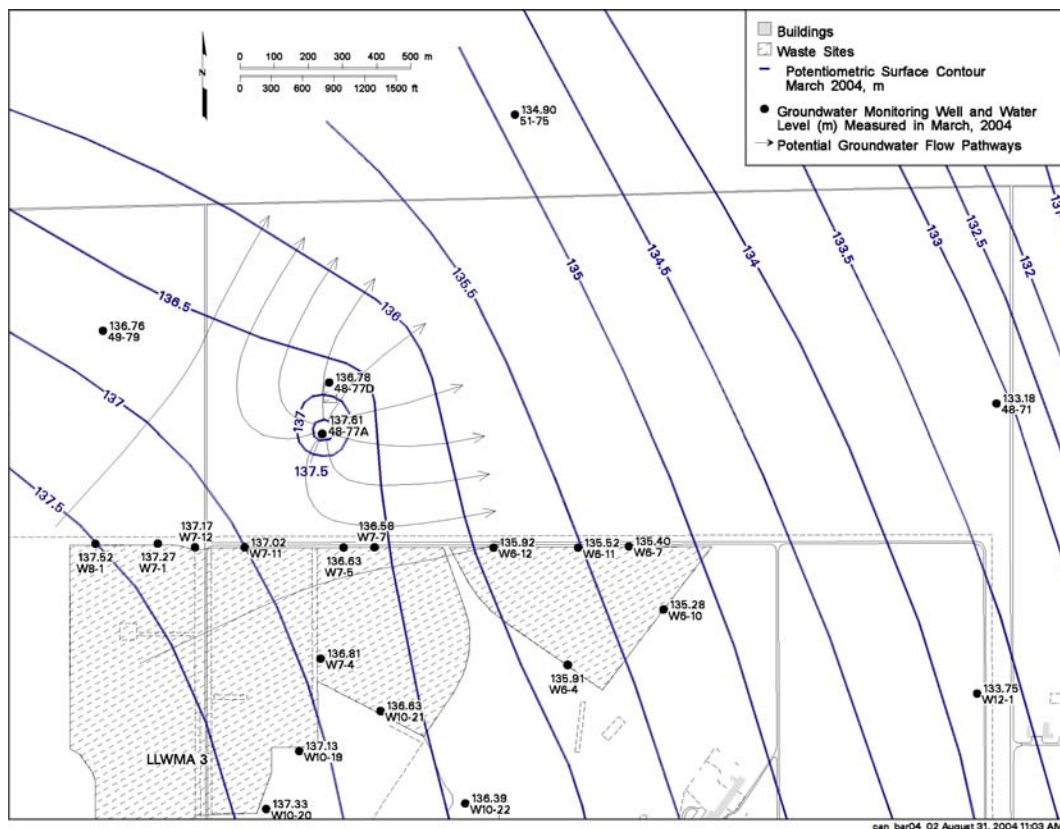 Buildings
Waste Sites
Potentiometric Surface Contour
March 2004, m
Groundwater Monitoring Well and Water
Level (m) Measured in March, 2004
Potential Groundwater Flow Pathways
N
0 100 200 300 400 500 m
0 300 600 900 1200 1500 ft
134.90
51-75
136.5
136
135.5
135
134.5
134
133.5
133
132.5
132
136.76
49-79
136.78
48-77D
137
137.61
48-77A
137.5
133.18
48-71
137
137.5
137.52
W8-1
137.27
W7-1
137.17
W7-12
137.02
W7-11
136.63
W7-5
136.58
W7-7
135.92
W6-12
135.52
W6-11
135.40
W6-7
135.28
W6-10
136.81
W7-4
135.91
W6-4
136.63
W10-21
133.75
W12-1
137.13
W10-19
LLWMA 3
137.33
W10-20
136.39
W10-22
can_bar04_02 August 31, 2004 11:03 AM